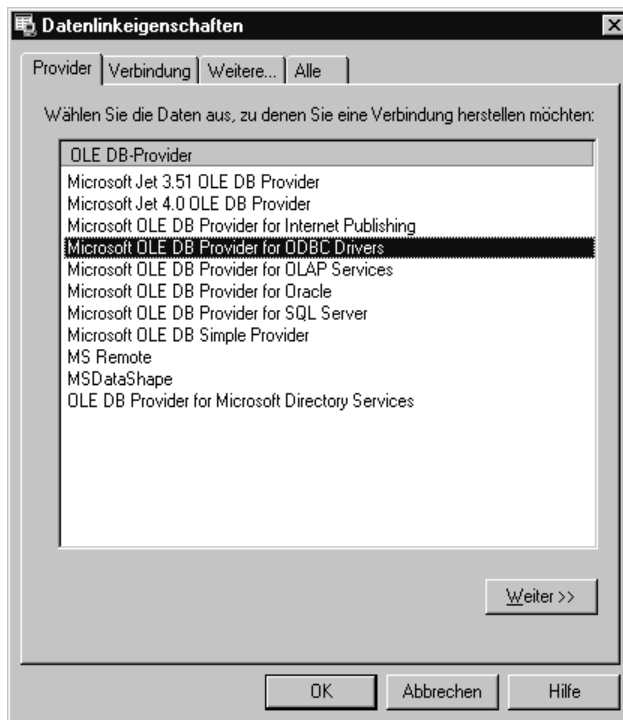 Datenlinkeigenschaften
Provider Verbindung Weitere... Alle
Wählen Sie die Daten aus, zu denen Sie eine Verbindung herstellen möchten:
OLE DB-Provider
Microsoft Jet 3.51 OLE DB Provider
Microsoft Jet 4.0 OLE DB Provider
Microsoft OLE DB Provider for Internet Publishing
Microsoft OLE DB Provider for ODBC Drivers
Microsoft OLE DB Provider for OLAP Services
Microsoft OLE DB Provider for Oracle
Microsoft OLE DB Provider for SQL Server
Microsoft OLE DB Simple Provider
MS Remote
MSDataShape
OLE DB Provider for Microsoft Directory Services
Weiter >>
OK Abbrechen Hilfe